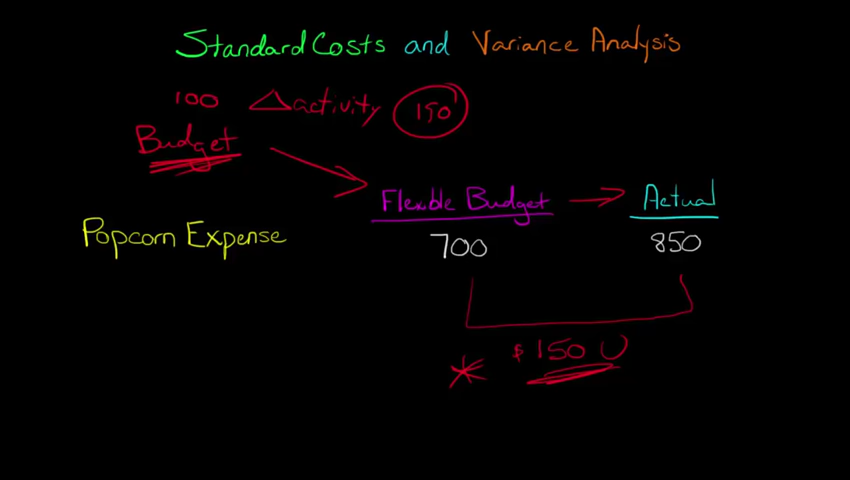 Standard Costs and Variance Analysis
100 Δactivity 150
Budget
Flexible Budget → Actual
Popcorn Expense 700 850
* $150 U